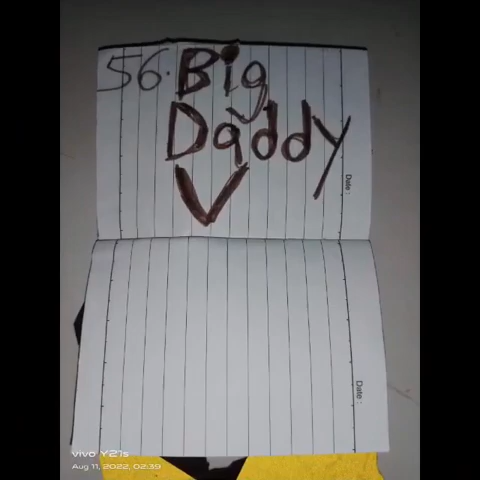 56. Big
Daddy
V
Date :
Date :
vivo Y21s
Aug 11, 2022, 02:39